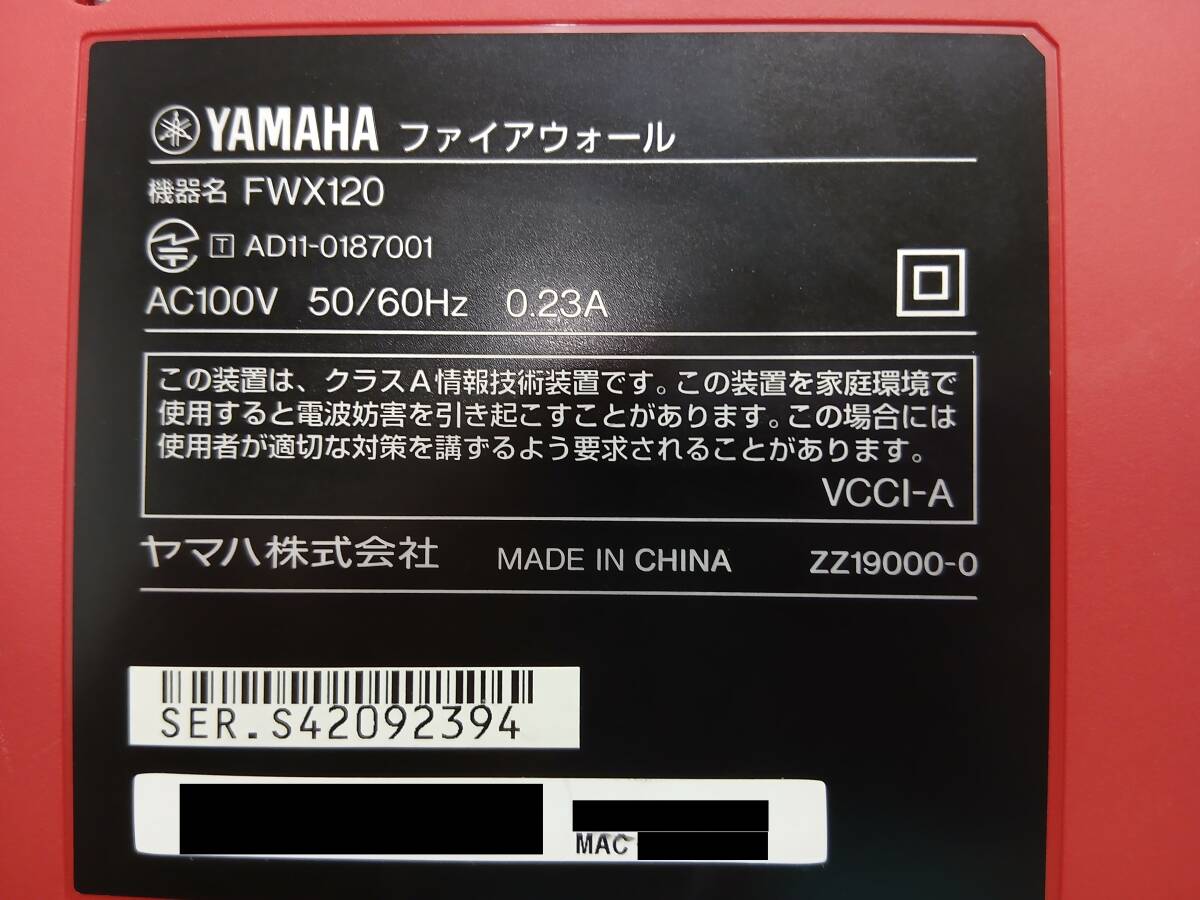 YAMAHA ファイアウォール
機器名 FWX120
T AD11-0187001
AC100V 50/60Hz 0.23A
この装置は、クラスA情報技術装置です。この装置を家庭環境で
使用すると電波妨害を引き起こすことがあります。この場合には
使用者が適切な対策を講ずるよう要求されることがあります。
VCCI-A
ヤマハ株式会社 MADE IN CHINA ZZ19000-0
SER.S42092394
MAC